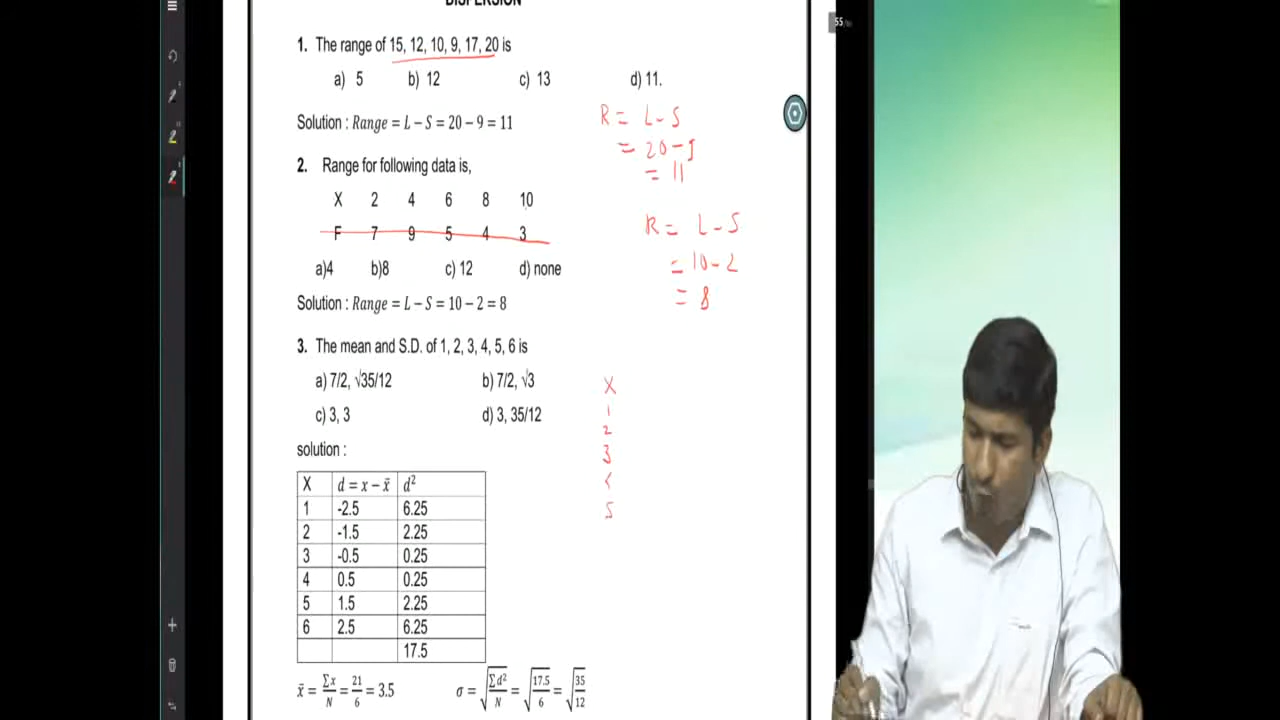 DISPERSION
55/
1. The range of 15, 12, 10, 9, 17, 20 is
a) 5 b) 12 c) 13 d) 11.
Solution : Range = L − S = 20 − 9 = 11
R = L - S
= 20 - 9
= 11
2. Range for following data is,
X 2 4 6 8 10
F 7 9 5 4 3
a)4 b)8 c) 12 d) none
Solution : Range = L − S = 10 − 2 = 8
R = L - S
= 10 - 2
= 8
3. The mean and S.D. of 1, 2, 3, 4, 5, 6 is
a) 7/2, √35/12 b) 7/2, √3
c) 3, 3 d) 3, 35/12
solution :
X d = x − x̄ d²
1 -2.5 6.25
2 -1.5 2.25
3 -0.5 0.25
4 0.5 0.25
5 1.5 2.25
6 2.5 6.25
17.5
x̄ = ∑x/N = 21/6 = 3.5 σ = √(∑d²/N) = √(17.5/6) = √(35/12)
X
1
2
3
4
5